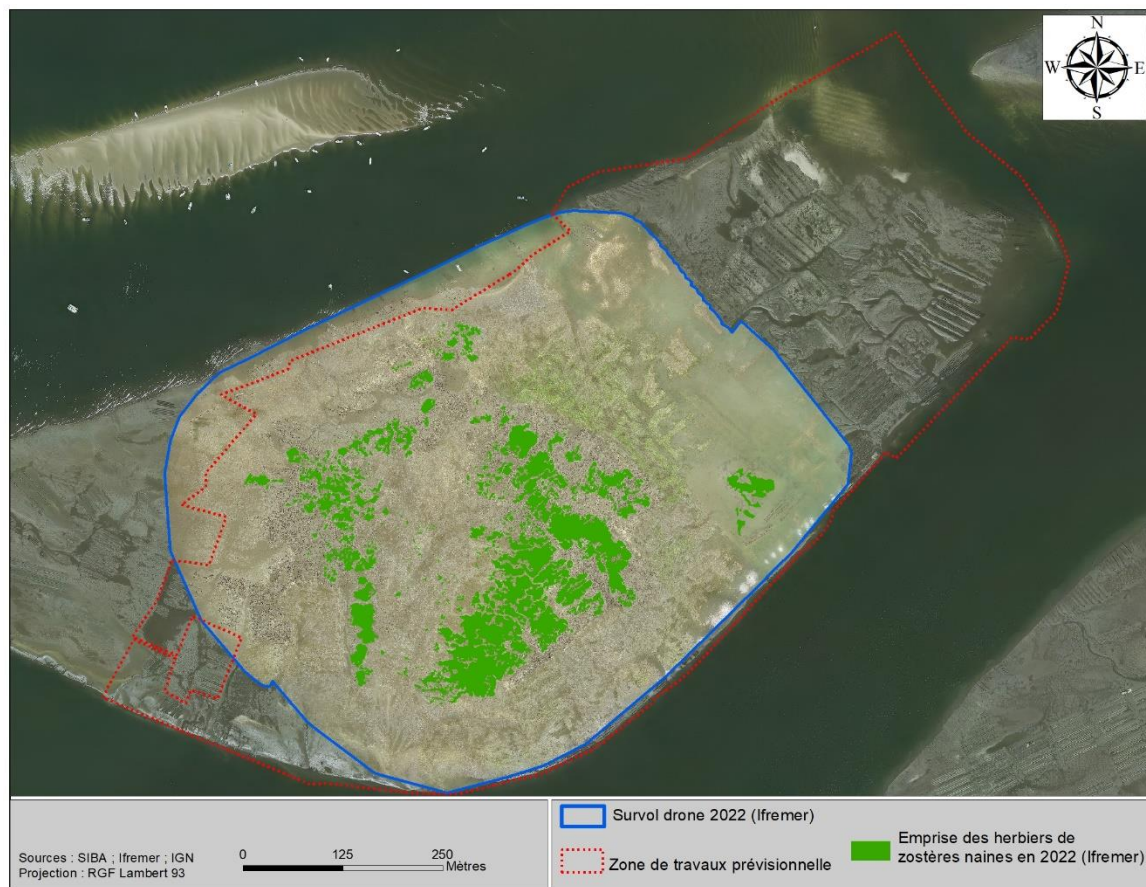 N
W E
S
Sources : SIBA ; Ifremer ; IGN
Projection : RGF Lambert 93
0 125 250
Mètres
Survol drone 2022 (Ifremer)
Zone de travaux prévisionnelle
Emprise des herbiers de
zostères naines en 2022 (Ifremer)